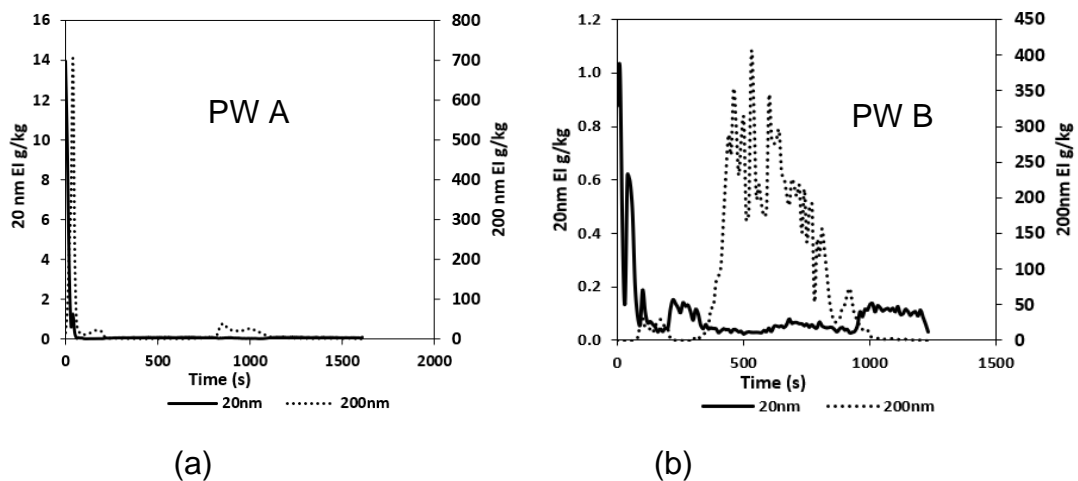 PW A
16
14
12
10
8
6
4
2
0
20 nm EI g/kg
800
700
600
500
400
300
200
100
0
200 nm EI g/kg
0 500 1000 1500 2000
Time (s)
20nm 200nm
(a)
PW B
1.2
1.0
0.8
0.6
0.4
0.2
0.0
20nm EI g/kg
450
400
350
300
250
200
150
100
50
0
200nm EI g/kg
0 500 1000 1500
Time (s)
20nm 200nm
(b)